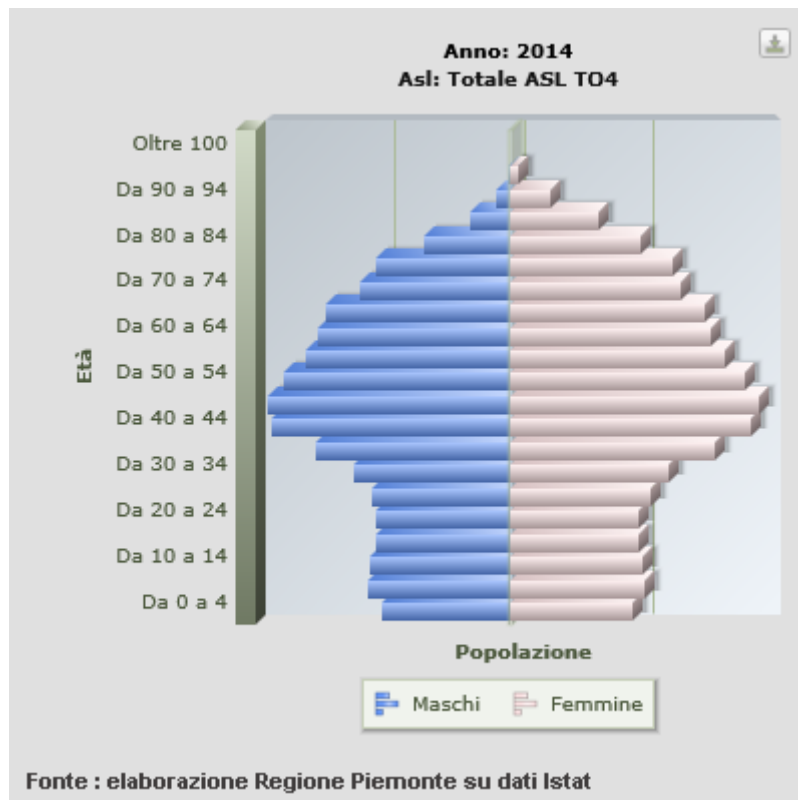 Anno: 2014
Asl: Totale ASL TO4
Oltre 100
Da 90 a 94
Da 80 a 84
Da 70 a 74
Da 60 a 64
Età
Da 50 a 54
Da 40 a 44
Da 30 a 34
Da 20 a 24
Da 10 a 14
Da 0 a 4
Popolazione
Maschi Femmine
Fonte : elaborazione Regione Piemonte su dati Istat